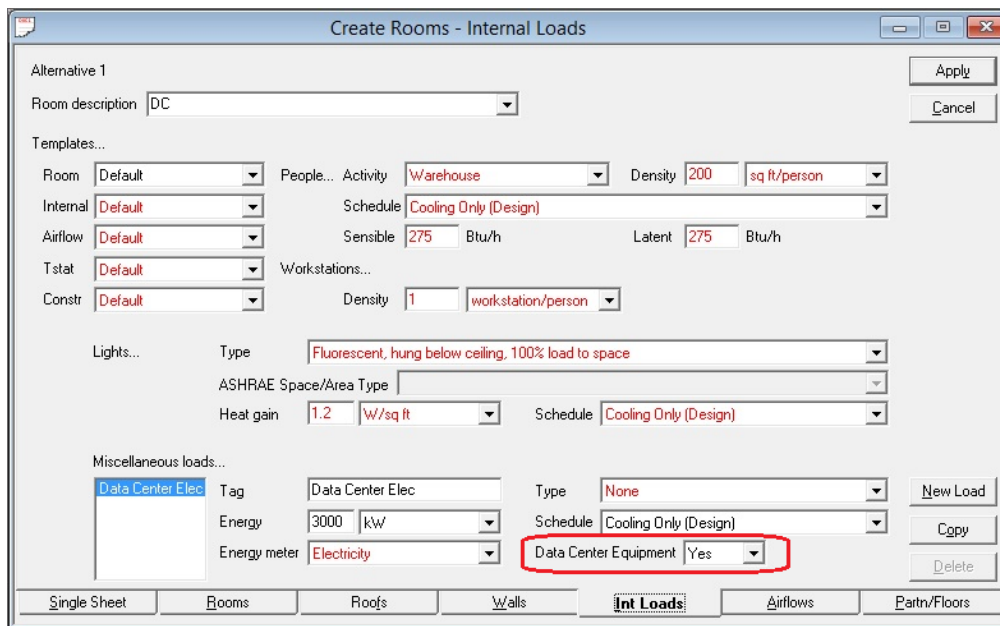 Create Rooms - Internal Loads
Alternative 1
Apply
Room description DC
Cancel
Templates...
Room Default People... Activity Warehouse Density 200 sq ft/person
Internal Default Schedule Cooling Only (Design)
Airflow Default Sensible 275 Btu/h Latent 275 Btu/h
Tstat Default Workstations...
Constr Default Density 1 workstation/person
Lights... Type Fluorescent, hung below ceiling, 100% load to space
ASHRAE Space/Area Type
Heat gain 1.2 W/sq ft Schedule Cooling Only (Design)
Miscellaneous loads...
Data Center Elec Tag Data Center Elec Type None New Load
Energy 3000 kW Schedule Cooling Only (Design) Copy
Energy meter Electricity Data Center Equipment Yes Delete
Single Sheet Rooms Roofs Walls Int Loads Airflows Partn/Floors